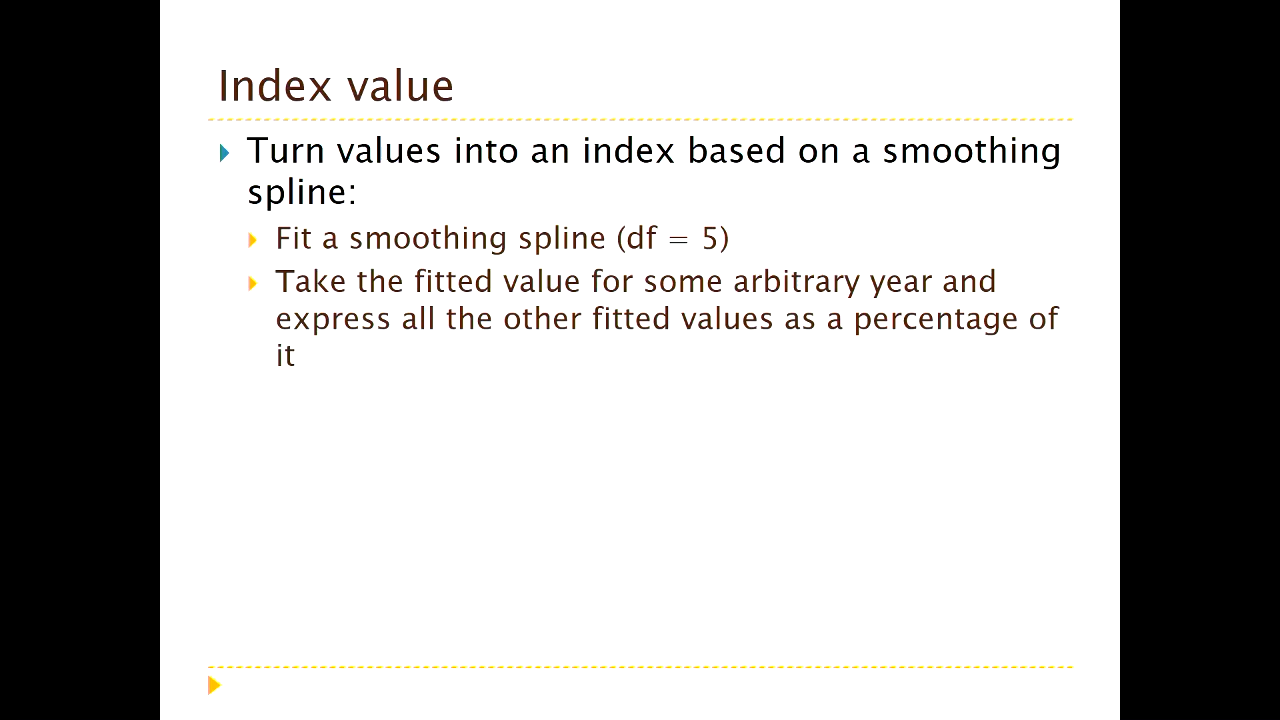 Index value
Turn values into an index based on a smoothing
spline:
Fit a smoothing spline (df = 5)
Take the fitted value for some arbitrary year and
express all the other fitted values as a percentage of
it